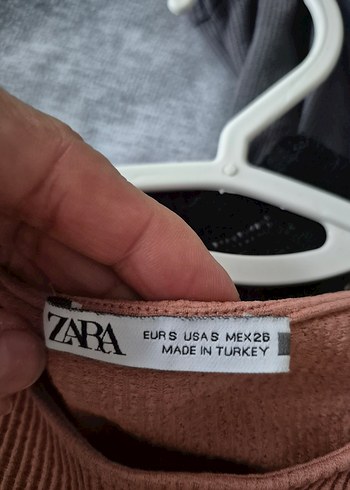 ZARA
EUR S USA S MEX 26
MADE IN TURKEY